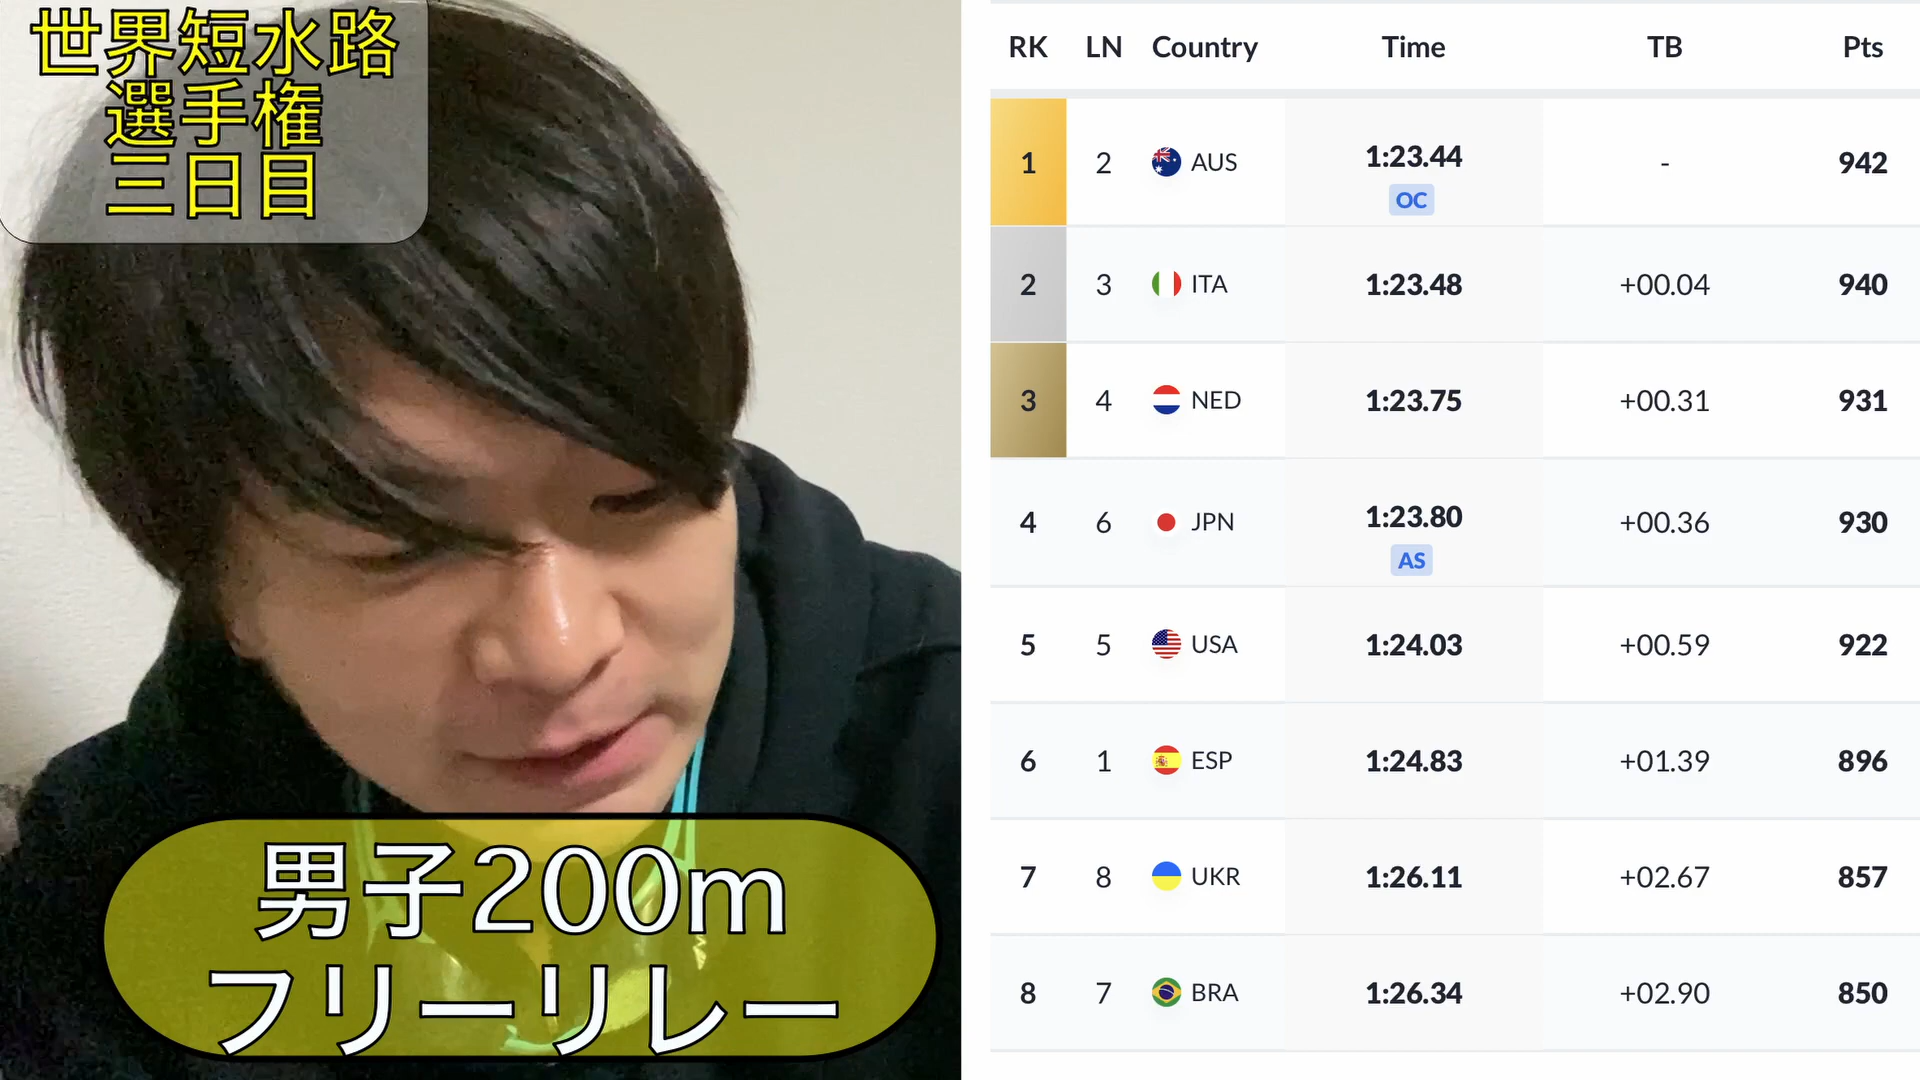 世界短水路
選手権
三日目
男子200m
フリーリレー
RK LN Country Time TB Pts
1 2 AUS 1:23.44 - 942
OC
2 3 ITA 1:23.48 +00.04 940
3 4 NED 1:23.75 +00.31 931
4 6 JPN 1:23.80 +00.36 930
AS
5 5 USA 1:24.03 +00.59 922
6 1 ESP 1:24.83 +01.39 896
7 8 UKR 1:26.11 +02.67 857
8 7 BRA 1:26.34 +02.90 850